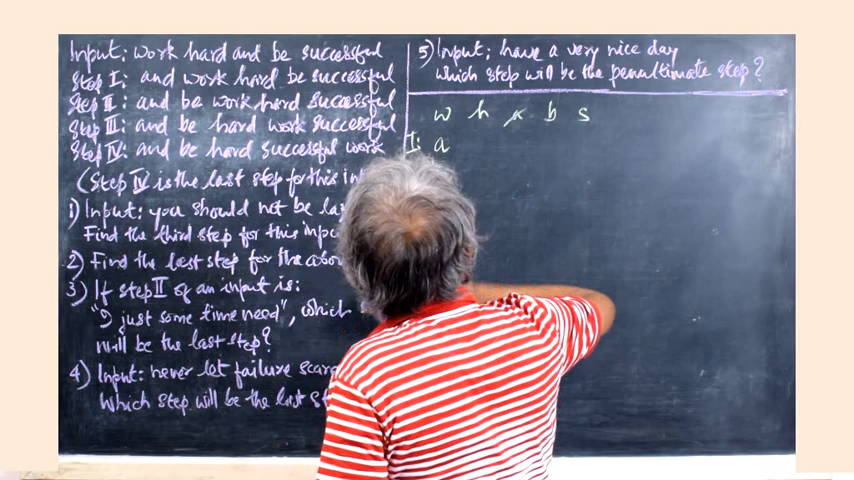 Input: work hard and be successful
Step I: and work hard be successful
Step II: and be work hard successful
Step III: and be hard work successful
Step IV: and be hard successful work
(Step IV is the last step for this in
1) Input: you should not be la
Find the third step for this inpu
2) Find the last step for the abo
3) If step II of an input is:
"I just some time need", which
will be the last step?
4) Input: never let failure scar
Which step will be the last s
5) Input: have a very nice day
Which step will be the penultimate step?
w h a b s
I: a